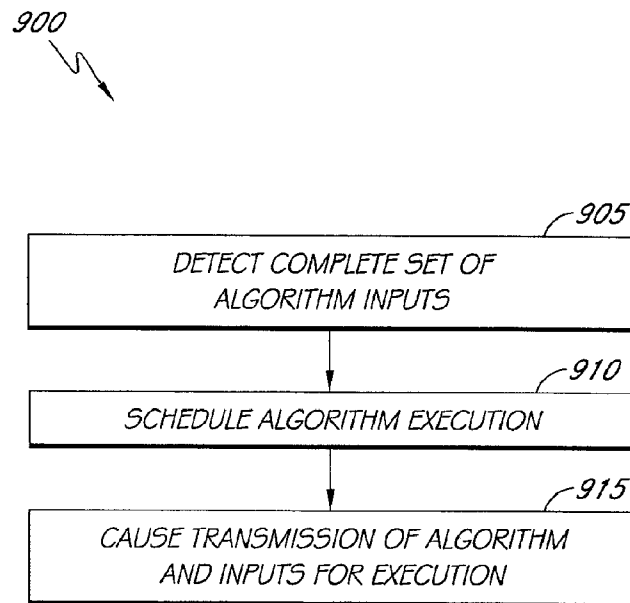 900
905
DETECT COMPLETE SET OF
ALGORITHM INPUTS
910
SCHEDULE ALGORITHM EXECUTION
915
CAUSE TRANSMISSION OF ALGORITHM
AND INPUTS FOR EXECUTION